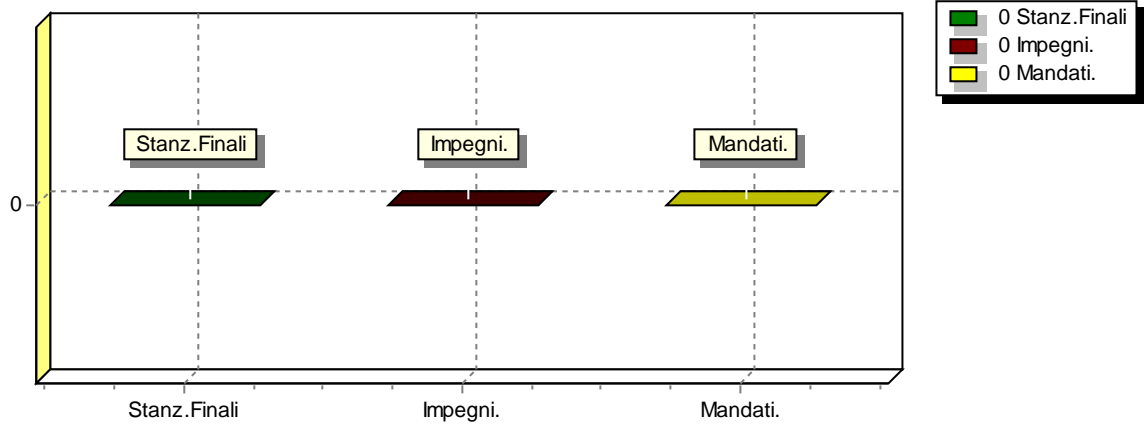 0 Stanz.Finali
0 Impegni.
0 Mandati.
Stanz.Finali
Impegni.
Mandati.
0
Stanz.Finali
Impegni.
Mandati.